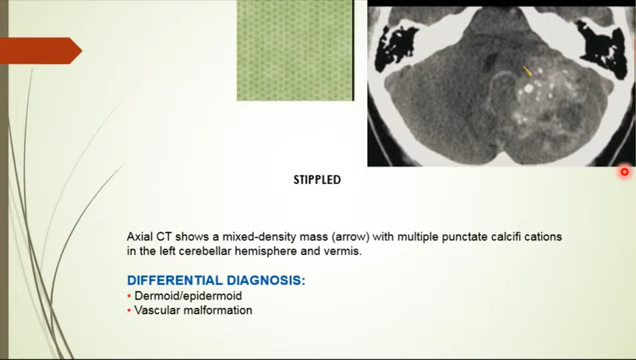 STIPPLED
Axial CT shows a mixed-density mass (arrow) with multiple punctate calcifi cations
in the left cerebellar hemisphere and vermis.
DIFFERENTIAL DIAGNOSIS:
• Dermoid/epidermoid
• Vascular malformation